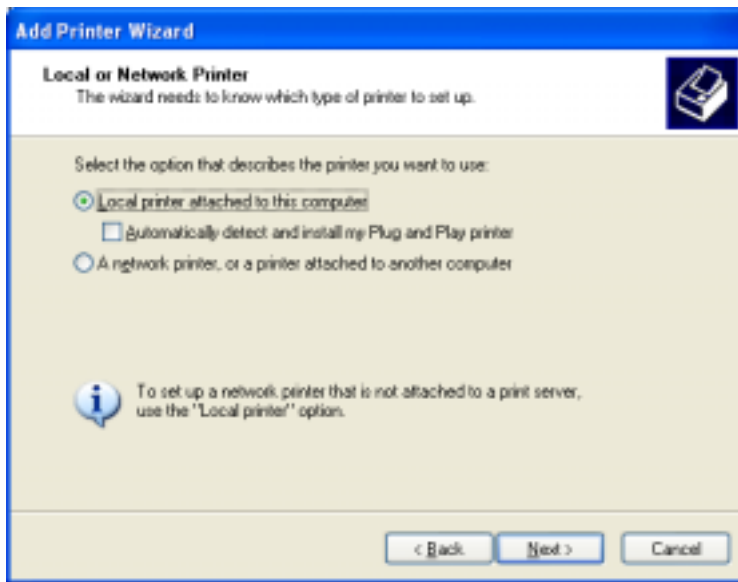 Add Printer Wizard
Local or Network Printer
The wizard needs to know which type of printer to set up.
Select the option that describes the printer you want to use:
Local printer attached to this computer
Automatically detect and install my Plug and Play printer
A network printer, or a printer attached to another computer
To set up a network printer that is not attached to a print server,
use the "Local printer" option.
< Back Next > Cancel